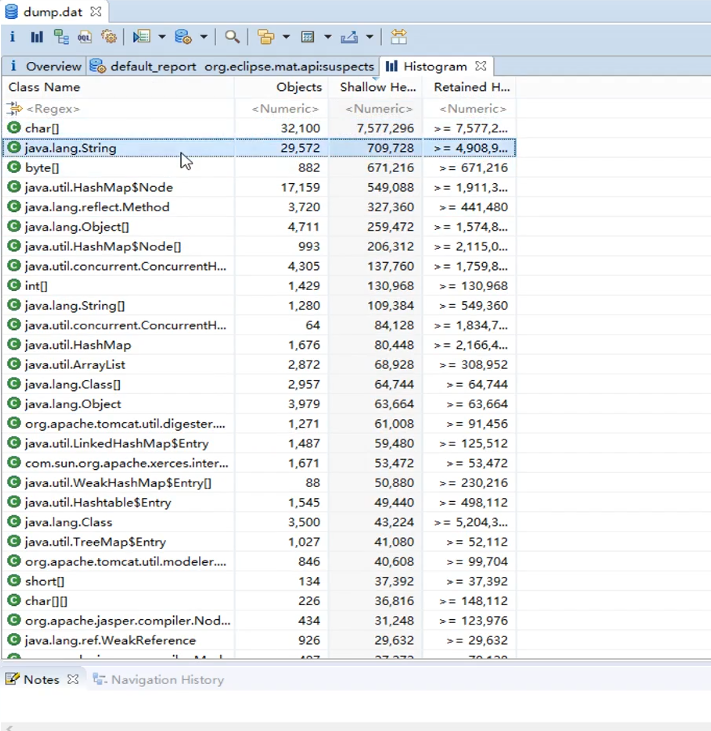 dump.dat
Overview default_report org.eclipse.mat.api:suspects Histogram
Class Name Objects Shallow He... Retained H...
<Regex> <Numeric> <Numeric> <Numeric>
char[] 32,100 7,577,296 >= 7,577,2...
java.lang.String 29,572 709,728 >= 4,908,9...
byte[] 882 671,216 >= 671,216
java.util.HashMap$Node 17,159 549,088 >= 1,911,3...
java.lang.reflect.Method 3,720 327,360 >= 441,480
java.lang.Object[] 4,711 259,472 >= 1,574,8...
java.util.HashMap$Node[] 993 206,312 >= 2,115,0...
java.util.concurrent.ConcurrentH... 4,305 137,760 >= 1,759,8...
int[] 1,429 130,968 >= 130,968
java.lang.String[] 1,280 109,384 >= 549,360
java.util.concurrent.ConcurrentH... 64 84,128 >= 1,834,7...
java.util.HashMap 1,676 80,448 >= 2,166,4...
java.util.ArrayList 2,872 68,928 >= 308,952
java.lang.Class[] 2,957 64,744 >= 64,744
java.lang.Object 3,979 63,664 >= 63,664
org.apache.tomcat.util.digester.... 1,271 61,008 >= 91,456
java.util.LinkedHashMap$Entry 1,487 59,480 >= 125,512
com.sun.org.apache.xerces.inter... 1,671 53,472 >= 53,472
java.util.WeakHashMap$Entry[] 88 50,880 >= 230,216
java.util.Hashtable$Entry 1,545 49,440 >= 498,112
java.lang.Class 3,500 43,224 >= 5,204,3...
java.util.TreeMap$Entry 1,027 41,080 >= 52,112
org.apache.tomcat.util.modeler.... 846 40,608 >= 99,704
short[] 134 37,392 >= 37,392
char[][] 226 36,816 >= 148,112
org.apache.jasper.compiler.Nod... 434 31,248 >= 123,976
java.lang.ref.WeakReference 926 29,632 >= 29,632
Notes Navigation History